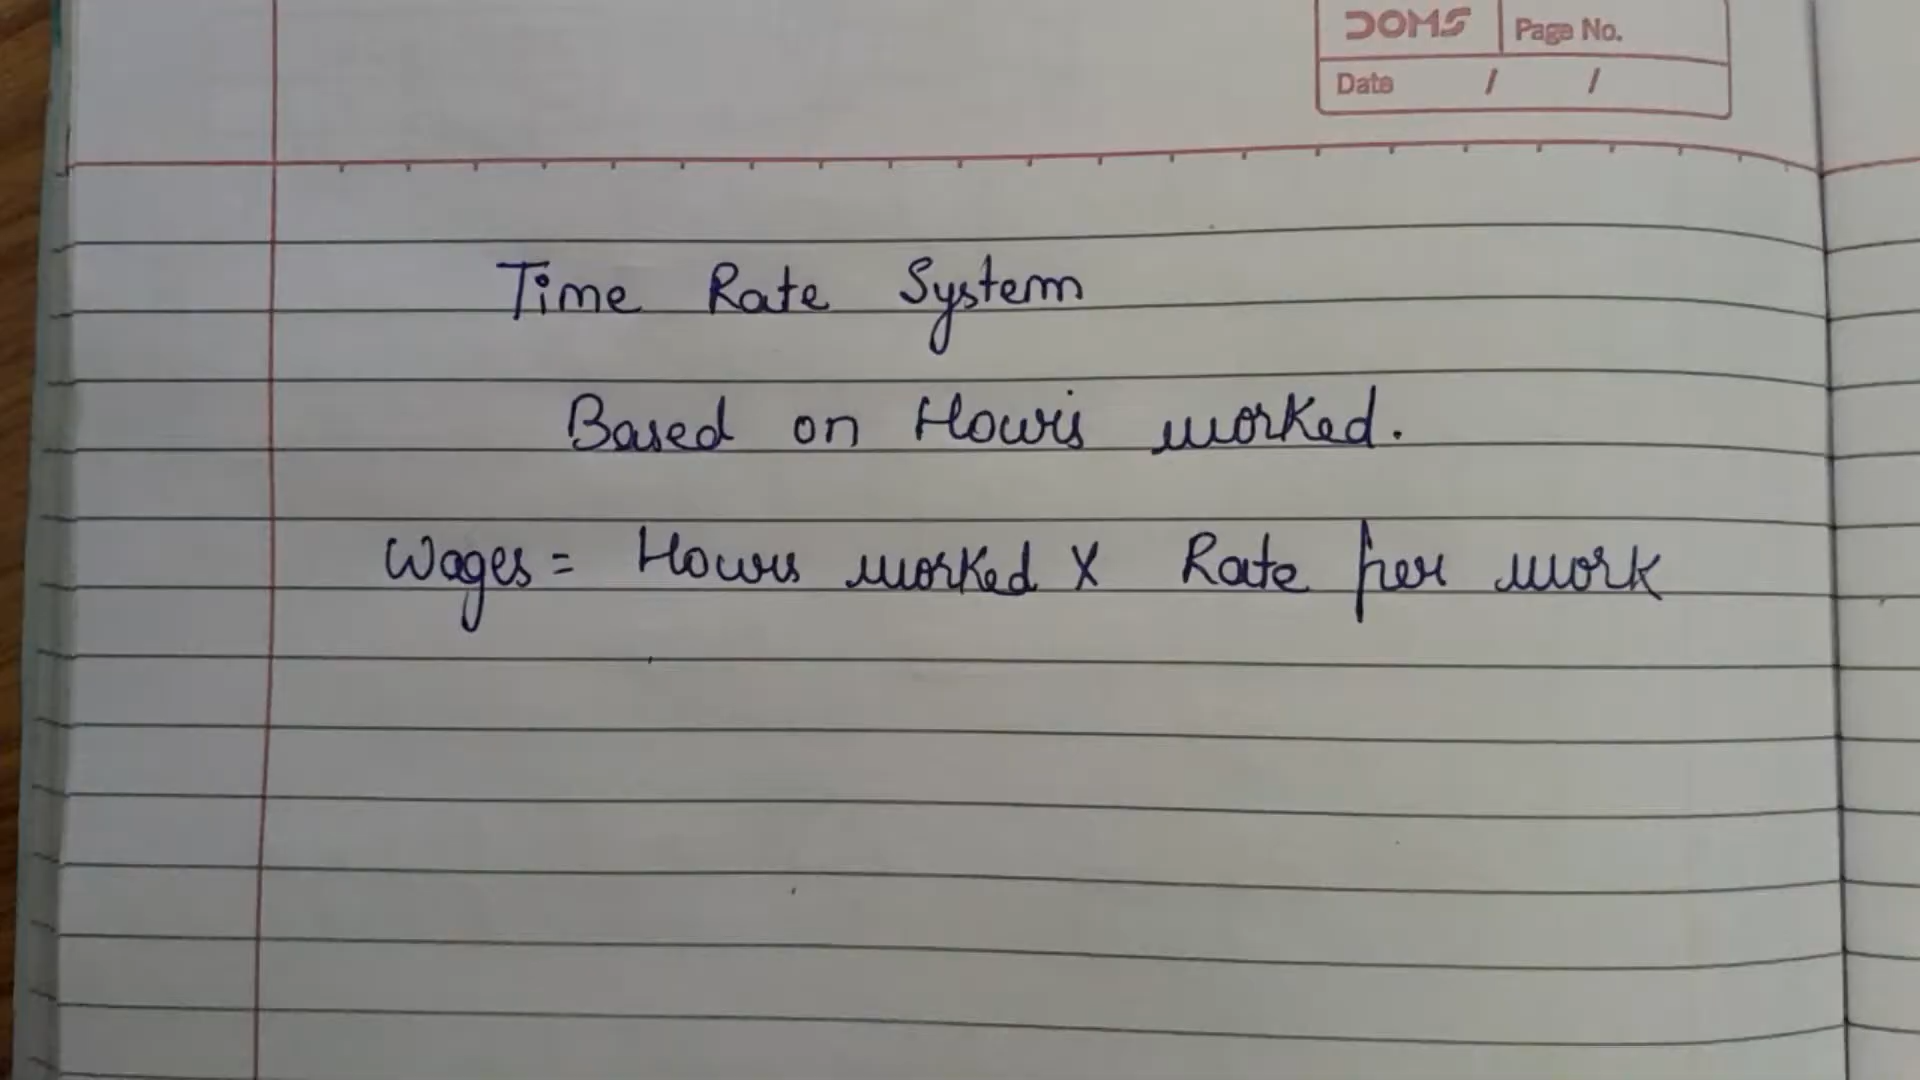 DOMS Page No.
Date / /
Time Rate System
Based on Hours worked.
Wages = Hours worked X Rate per work